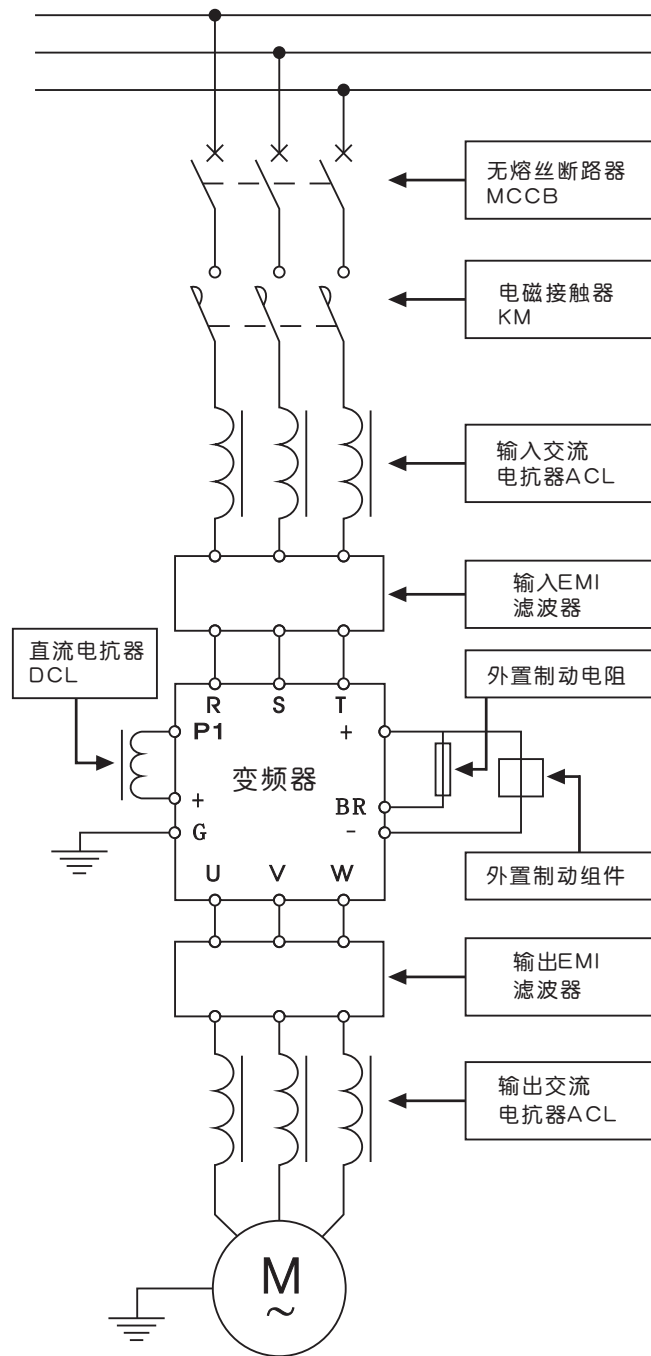 无熔丝断路器
MCCB
电磁接触器
KM
输入交流
电抗器ACL
输入EMI
滤波器
直流电抗器
DCL
外置制动电阻
R S T
P1 +
变频器
+ BR
G -
U V W
外置制动组件
输出EMI
滤波器
输出交流
电抗器ACL
M
~